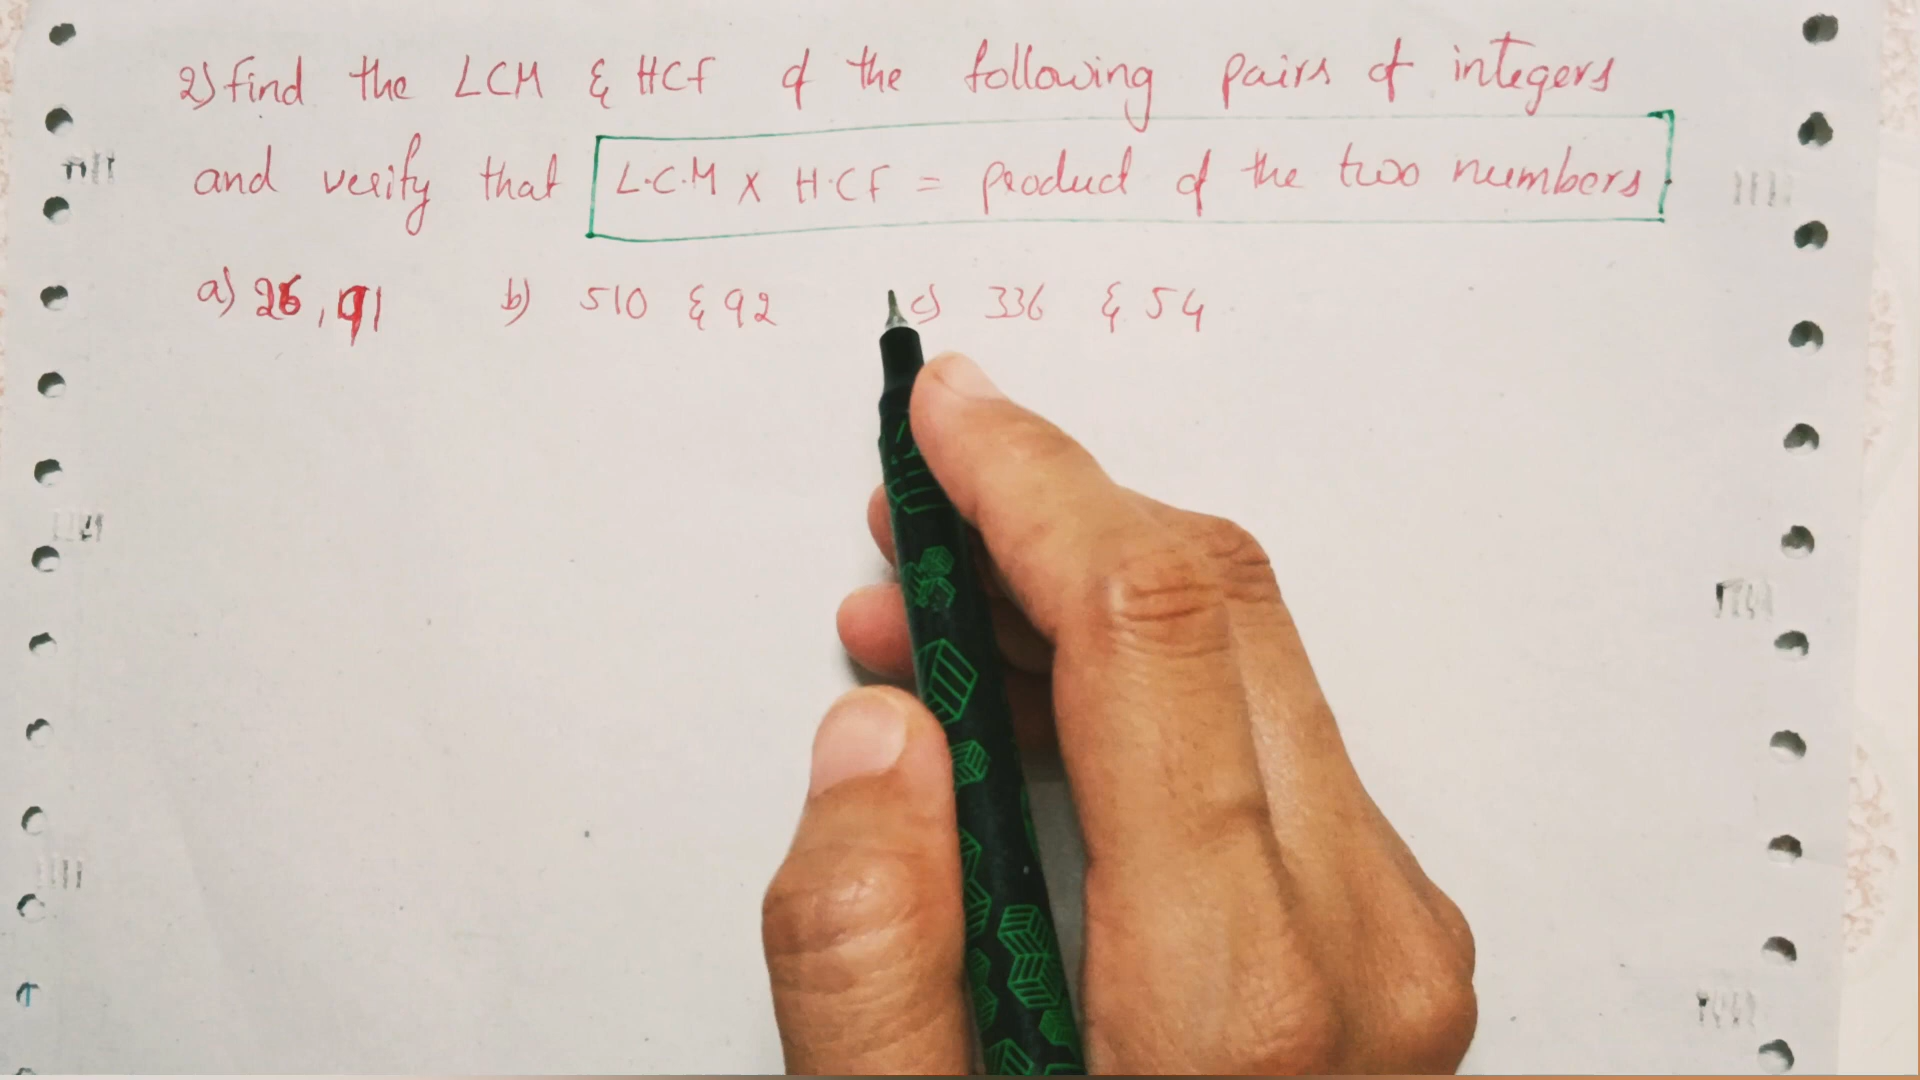 2) find the LCM & HCF of the following pairs of integers
and verify that L.C.M x H.CF = product of the two numbers
a) 26, 91 b) 510 & 92 c) 336 & 54